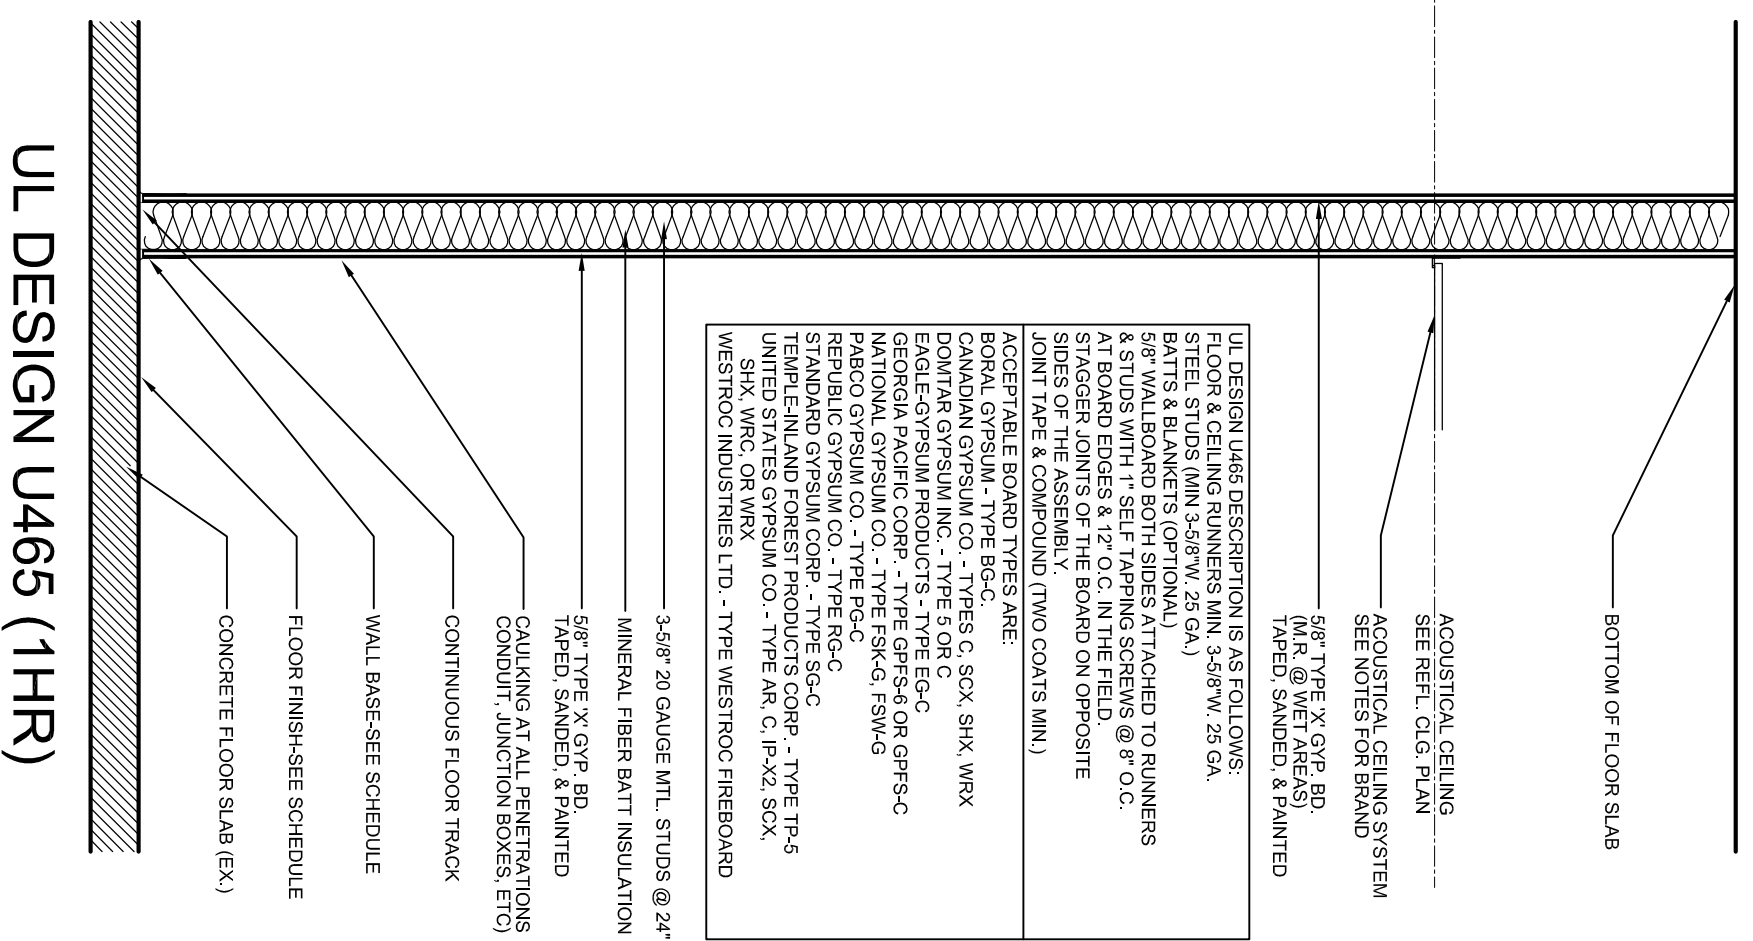 BOTTOM OF FLOOR SLAB
ACOUSTICAL CEILING
SEE REFL. CLG. PLAN
ACOUSTICAL CEILING SYSTEM
SEE NOTES FOR BRAND
5/8" TYPE 'X' GYP. BD.
(M.R. @ WET AREAS)
TAPED, SANDED, & PAINTED
UL DESIGN U465 DESCRIPTION IS AS FOLLOWS:
FLOOR & CEILING RUNNERS MIN. 3-5/8"W. 25 GA.
STEEL STUDS (MIN 3-5/8"W. 25 GA.)
BATTS & BLANKETS (OPTIONAL)
5/8" WALLBOARD BOTH SIDES ATTACHED TO RUNNERS
& STUDS WITH 1" SELF TAPPING SCREWS @ 8" O.C.
AT BOARD EDGES & 12" O.C. IN THE FIELD.
STAGGER JOINTS OF THE BOARD ON OPPOSITE
SIDES OF THE ASSEMBLY.
JOINT TAPE & COMPOUND (TWO COATS MIN.)
ACCEPTABLE BOARD TYPES ARE:
BORAL GYPSUM - TYPE BG-C.
CANADIAN GYPSUM CO. - TYPES C, SCX, SHX, WRX
DOMTAR GYPSUM INC. - TYPE 5 OR C
EAGLE-GYPSUM PRODUCTS - TYPE EG-C
GEORGIA PACIFIC CORP. - TYPE GPFS-6 OR GPFS-C
NATIONAL GYPSUM CO. - TYPE FSK-G, FSW-G
PABCO GYPSUM CO. - TYPE PG-C
REPUBLIC GYPSUM CO. - TYPE RG-C
STANDARD GYPSUM CORP. - TYPE SG-C
TEMPLE-INLAND FOREST PRODUCTS CORP. - TYPE TP-5
UNITED STATES GYPSUM CO. - TYPE AR, C, IP-X2, SCX,
SHX, WRC, OR WRX
WESTROC INDUSTRIES LTD. - TYPE WESTROC FIREBOARD
3-5/8" 20 GAUGE MTL. STUDS @ 24"
MINERAL FIBER BATT INSULATION
5/8" TYPE 'X' GYP. BD.
TAPED, SANDED, & PAINTED
CAULKING AT ALL PENETRATIONS
CONDUIT, JUNCTION BOXES, ETC)
CONTINUOUS FLOOR TRACK
WALL BASE-SEE SCHEDULE
FLOOR FINISH-SEE SCHEDULE
CONCRETE FLOOR SLAB (EX.)
UL DESIGN U465 (1HR)